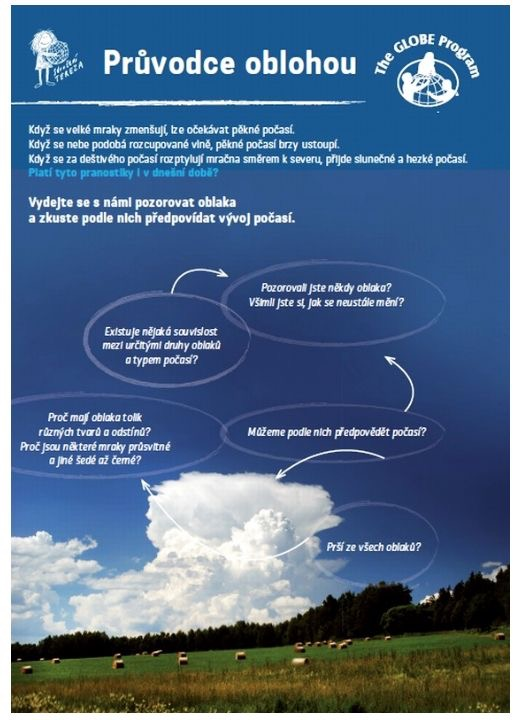 Sdružení
TEREZA
Průvodce oblohou
The GLOBE Program
Když se velké mraky zmenšují, lze očekávat pěkné počasí.
Když se nebe podobá rozcupované vlně, pěkné počasí brzy ustoupí.
Když se za deštivého počasí rozptylují mračna směrem k severu, přijde slunečné a hezké počasí.
Platí tyto pranostiky i v dnešní době?
Vydejte se s námi pozorovat oblaka
a zkuste podle nich předpovídat vývoj počasí.
Pozorovali jste někdy oblaka?
Všimli jste si, jak se neustále mění?
Existuje nějaká souvislost
mezi určitými druhy oblaků
a typem počasí?
Proč mají oblaka tolik
různých tvarů a odstínů?
Proč jsou některé mraky průsvitné
a jiné šedé až černé?
Můžeme podle nich předpovědět počasí?
Prší ze všech oblaků?